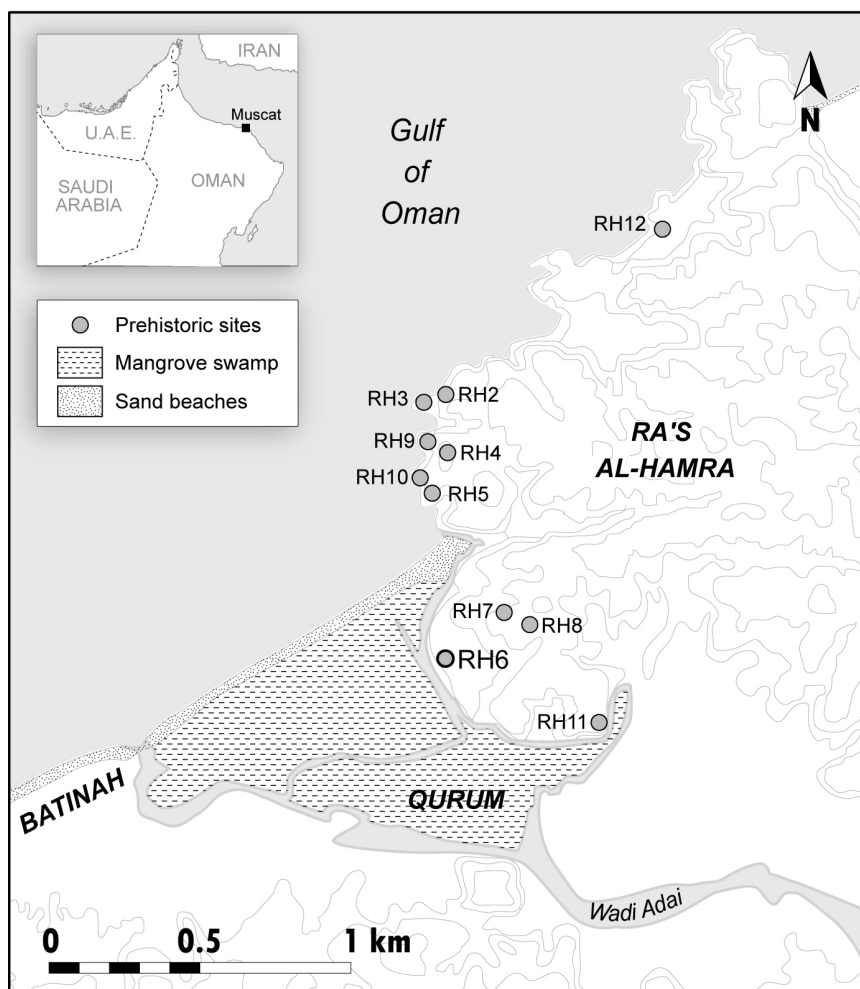 IRAN
Muscat
U.A.E.
SAUDI
ARABIA
OMAN
Prehistoric sites
Mangrove swamp
Sand beaches
Gulf
of
Oman
N
RH12
RH2
RH3
RH9
RH4
RH10
RH5
RA'S
AL-HAMRA
RH7
RH8
RH6
RH11
BATINAH
QURUM
Wadi Adai
0 0.5 1 km